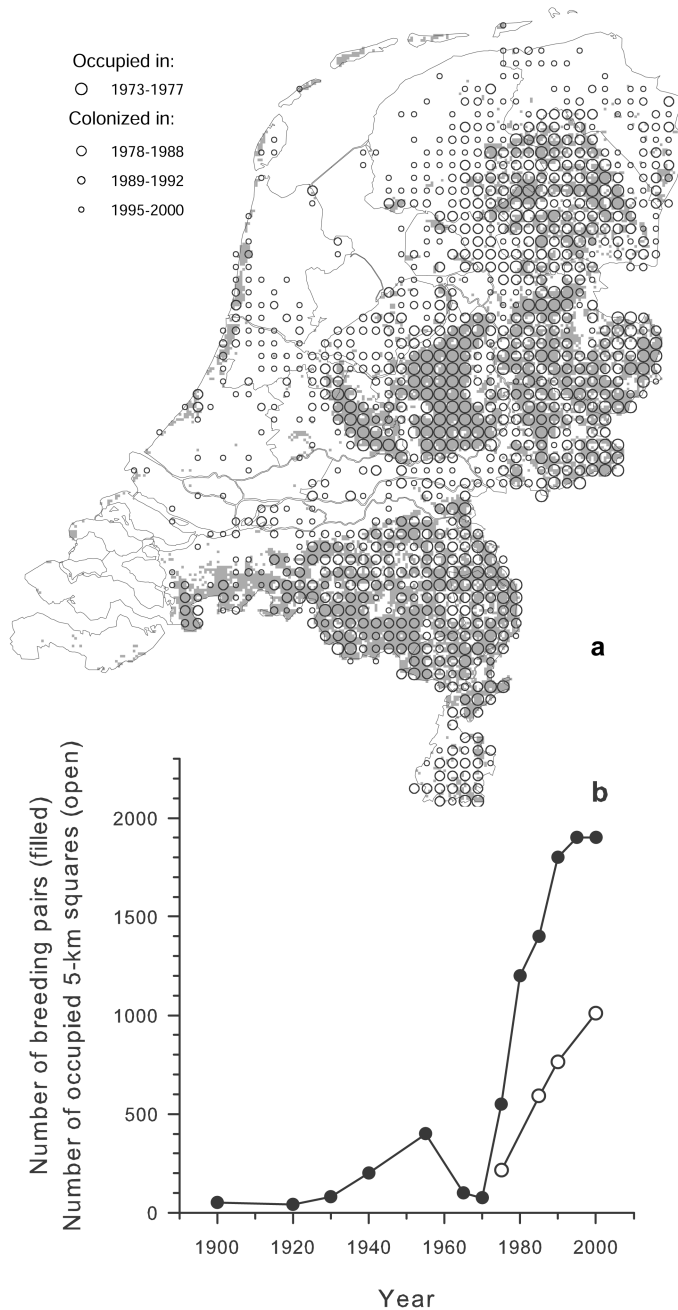 Occupied in:
1973-1977
Colonized in:
1978-1988
1989-1992
1995-2000
a
b
Number of breeding pairs (filled)
Number of occupied 5-km squares (open)
2000
1500
1000
500
0
1900 1920 1940 1960 1980 2000
Year